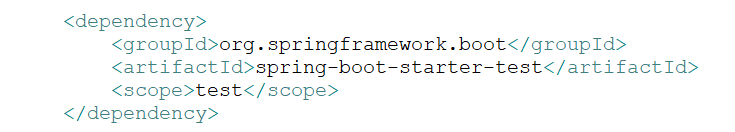 <dependency>
<groupId>org.springframework.boot</groupId>
<artifactId>spring-boot-starter-test</artifactId>
<scope>test</scope>
</dependency>